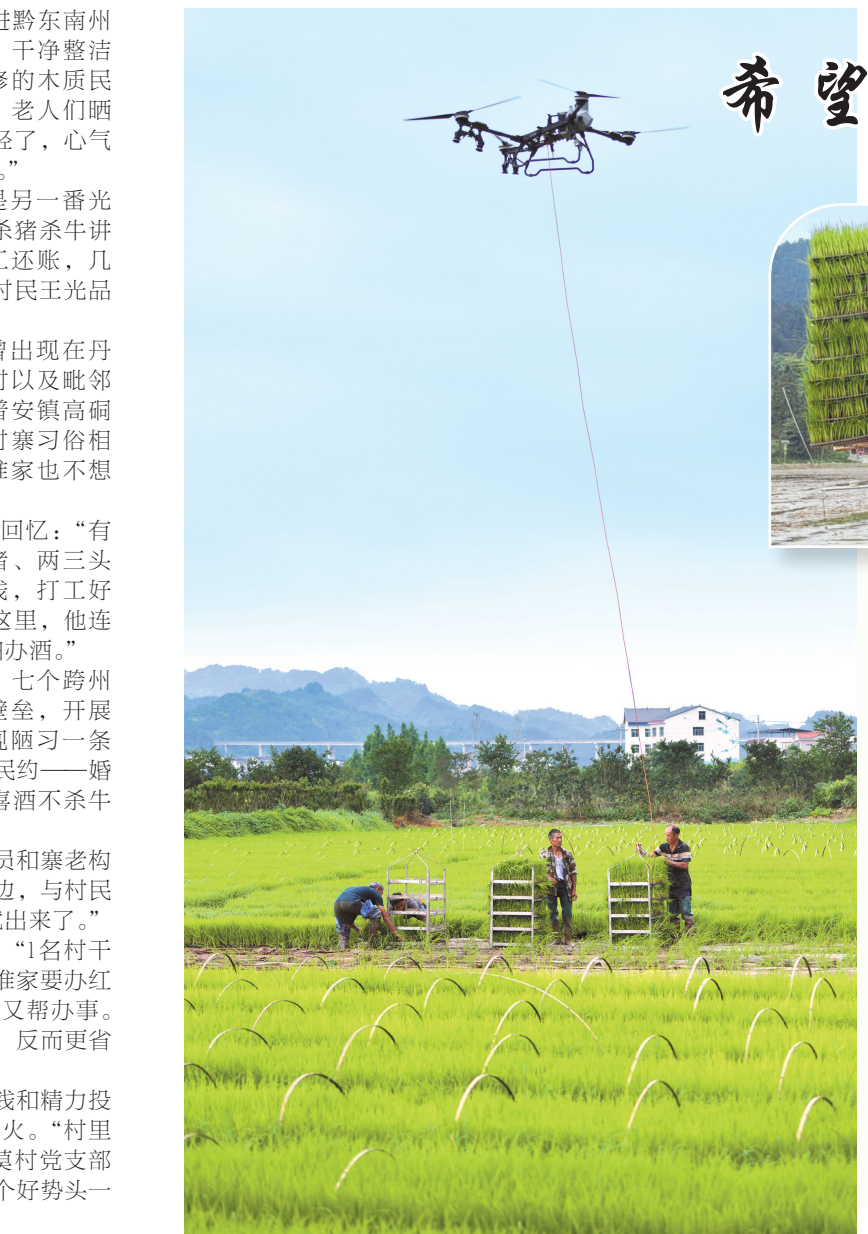 进黔东南州
干净整洁
修的木质民
老人们晒
轻了，心气
。”
是另一番光
杀猪杀牛讲
工还账，几
村民王光品
曾出现在丹
村以及毗邻
普安镇高硐
村寨习俗相
谁家也不想
回忆：“有
猪、两三头
钱，打工好
这里，他连
由办酒。”
七个跨州
壁垒，开展
观陋习一条
民约——婚
喜酒不杀牛
员和寨老构
边，与村民
就出来了。”
“1名村干
谁家要办红
又帮办事。
反而更省
钱和精力投
火。“村里
莫村党支部
个好势头一
希望